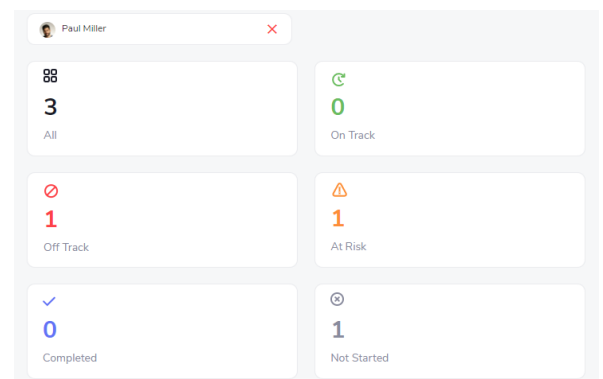 Paul Miller
3
All
0
On Track
1
Off Track
1
At Risk
0
Completed
1
Not Started